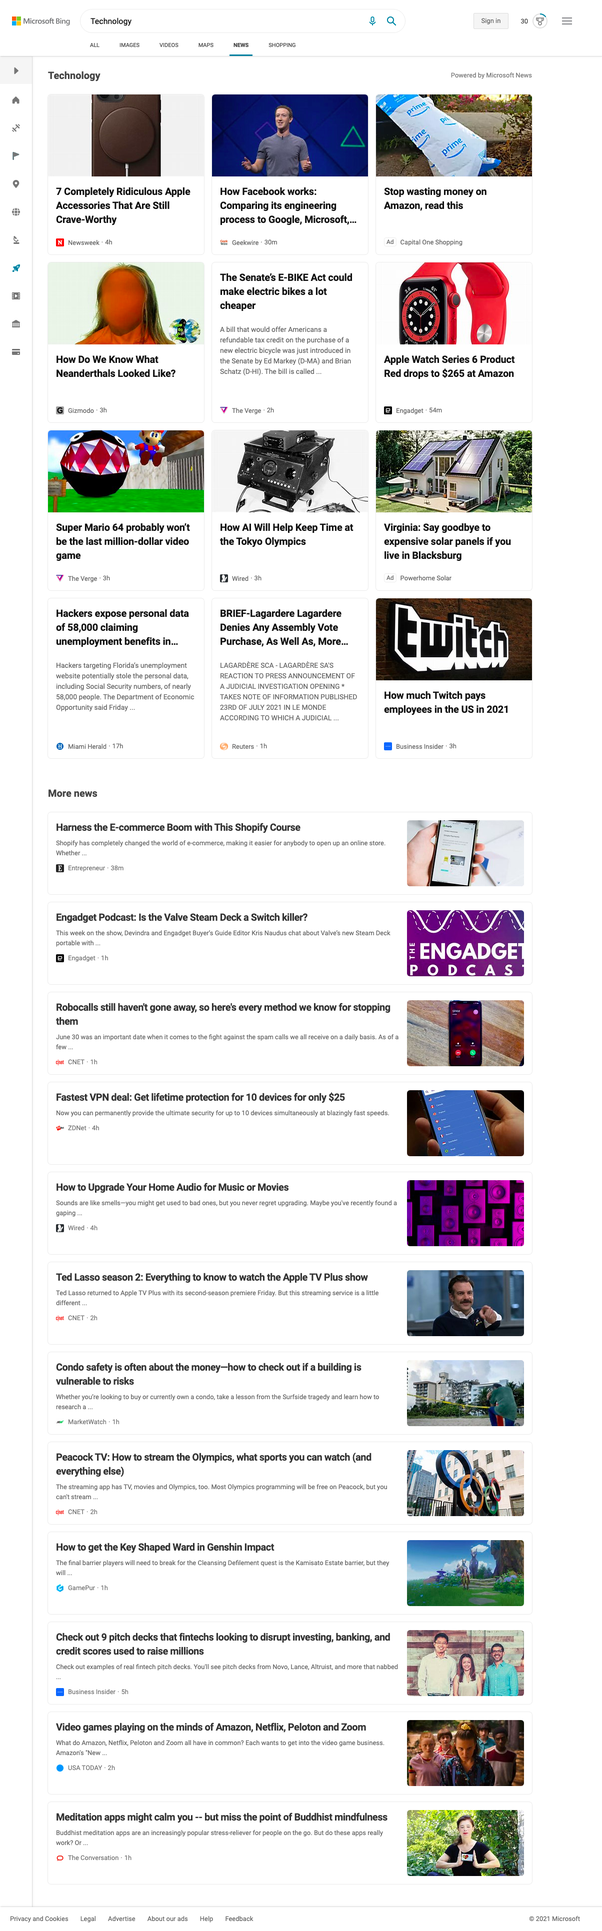 Microsoft Bing
Technology
Sign in
30
ALL
IMAGES
VIDEOS
MAPS
NEWS
SHOPPING
Technology
Powered by Microsoft News
7 Completely Ridiculous Apple
Accessories That Are Still
Crave-Worthy
Newsweek · 4h
How Facebook works:
Comparing its engineering
process to Google, Microsoft,...
Geekwire · 30m
prime
prime
prime
Stop wasting money on
Amazon, read this
Ad Capital One Shopping
How Do We Know What
Neanderthals Looked Like?
Gizmodo · 3h
The Senate's E-BIKE Act could
make electric bikes a lot
cheaper
A bill that would offer Americans a
refundable tax credit on the purchase of a
new electric bicycle was just introduced in
the Senate by Ed Markey (D-MA) and Brian
Schatz (D-HI). The bill is called ...
The Verge · 2h
Apple Watch Series 6 Product
Red drops to $265 at Amazon
Engadget · 54m
Super Mario 64 probably won't
be the last million-dollar video
game
The Verge · 3h
How AI Will Help Keep Time at
the Tokyo Olympics
Wired · 3h
Virginia: Say goodbye to
expensive solar panels if you
live in Blacksburg
Ad Powerhome Solar
Hackers expose personal data
of 58,000 claiming
unemployment benefits in...
Hackers targeting Florida's unemployment
website potentially stole the personal data,
including Social Security numbers, of nearly
58,000 people. The Department of Economic
Opportunity said Friday ...
Miami Herald · 17h
BRIEF-Lagardere Lagardere
Denies Any Assembly Vote
Purchase, As Well As, More...
LAGARDÈRE SCA - LAGARDÈRE SA'S
REACTION TO PRESS ANNOUNCEMENT OF
A JUDICIAL INVESTIGATION OPENING *
TAKES NOTE OF INFORMATION PUBLISHED
23RD OF JULY 2021 IN LE MONDE
ACCORDING TO WHICH A JUDICIAL ...
Reuters · 1h
twitch
How much Twitch pays
employees in the US in 2021
Business Insider · 3h
More news
Harness the E-commerce Boom with This Shopify Course
Shopify has completely changed the world of e-commerce, making it easier for anybody to open up an online store.
Whether ...
Entrepreneur · 38m
Engadget Podcast: Is the Valve Steam Deck a Switch killer?
This week on the show, Devindra and Engadget Buyer's Guide Editor Kris Naudus chat about Valve's new Steam Deck
portable with ...
Engadget · 1h
THE
ENGADGET
PODCAST
Robocalls still haven't gone away, so here's every method we know for stopping
them
June 30 was an important date when it comes to the fight against the spam calls we all receive on a daily basis. As of a
few ...
CNET · 1h
Fastest VPN deal: Get lifetime protection for 10 devices for only $25
Now you can permanently provide the ultimate security for up to 10 devices simultaneously at blazingly fast speeds.
ZDNet · 4h
How to Upgrade Your Home Audio for Music or Movies
Sounds are like smells—you might get used to bad ones, but you never regret upgrading. Maybe you've recently found a
gaping ...
Wired · 4h
Ted Lasso season 2: Everything to know to watch the Apple TV Plus show
Ted Lasso returned to Apple TV Plus with its second-season premiere Friday. But this streaming service is a little
different ...
CNET · 2h
Condo safety is often about the money—how to check out if a building is
vulnerable to risks
Whether you're looking to buy or currently own a condo, take a lesson from the Surfside tragedy and learn how to
research a ...
MarketWatch · 1h
Peacock TV: How to stream the Olympics, what sports you can watch (and
everything else)
The streaming app has TV, movies and Olympics, too. Most Olympics programming will be free on Peacock, but you
can't stream ...
CNET · 2h
How to get the Key Shaped Ward in Genshin Impact
The final barrier players will need to break for the Cleansing Defilement quest is the Kamisato Estate barrier, but they
will ...
GamePur · 1h
Check out 9 pitch decks that fintechs looking to disrupt investing, banking, and
credit scores used to raise millions
Check out examples of real fintech pitch decks. You'll see pitch decks from Novo, Lance, Altruist, and more that nabbed
...
Business Insider · 5h
Video games playing on the minds of Amazon, Netflix, Peloton and Zoom
What do Amazon, Netflix, Peloton and Zoom all have in common? Each wants to get into the video game business.
Amazon's "New ...
USA TODAY · 2h
Meditation apps might calm you -- but miss the point of Buddhist mindfulness
Buddhist meditation apps are an increasingly popular stress-reliever for people on the go. But do these apps really
work? Or ...
The Conversation · 1h
Privacy and Cookies
Legal
Advertise
About our ads
Help
Feedback
© 2021 Microsoft